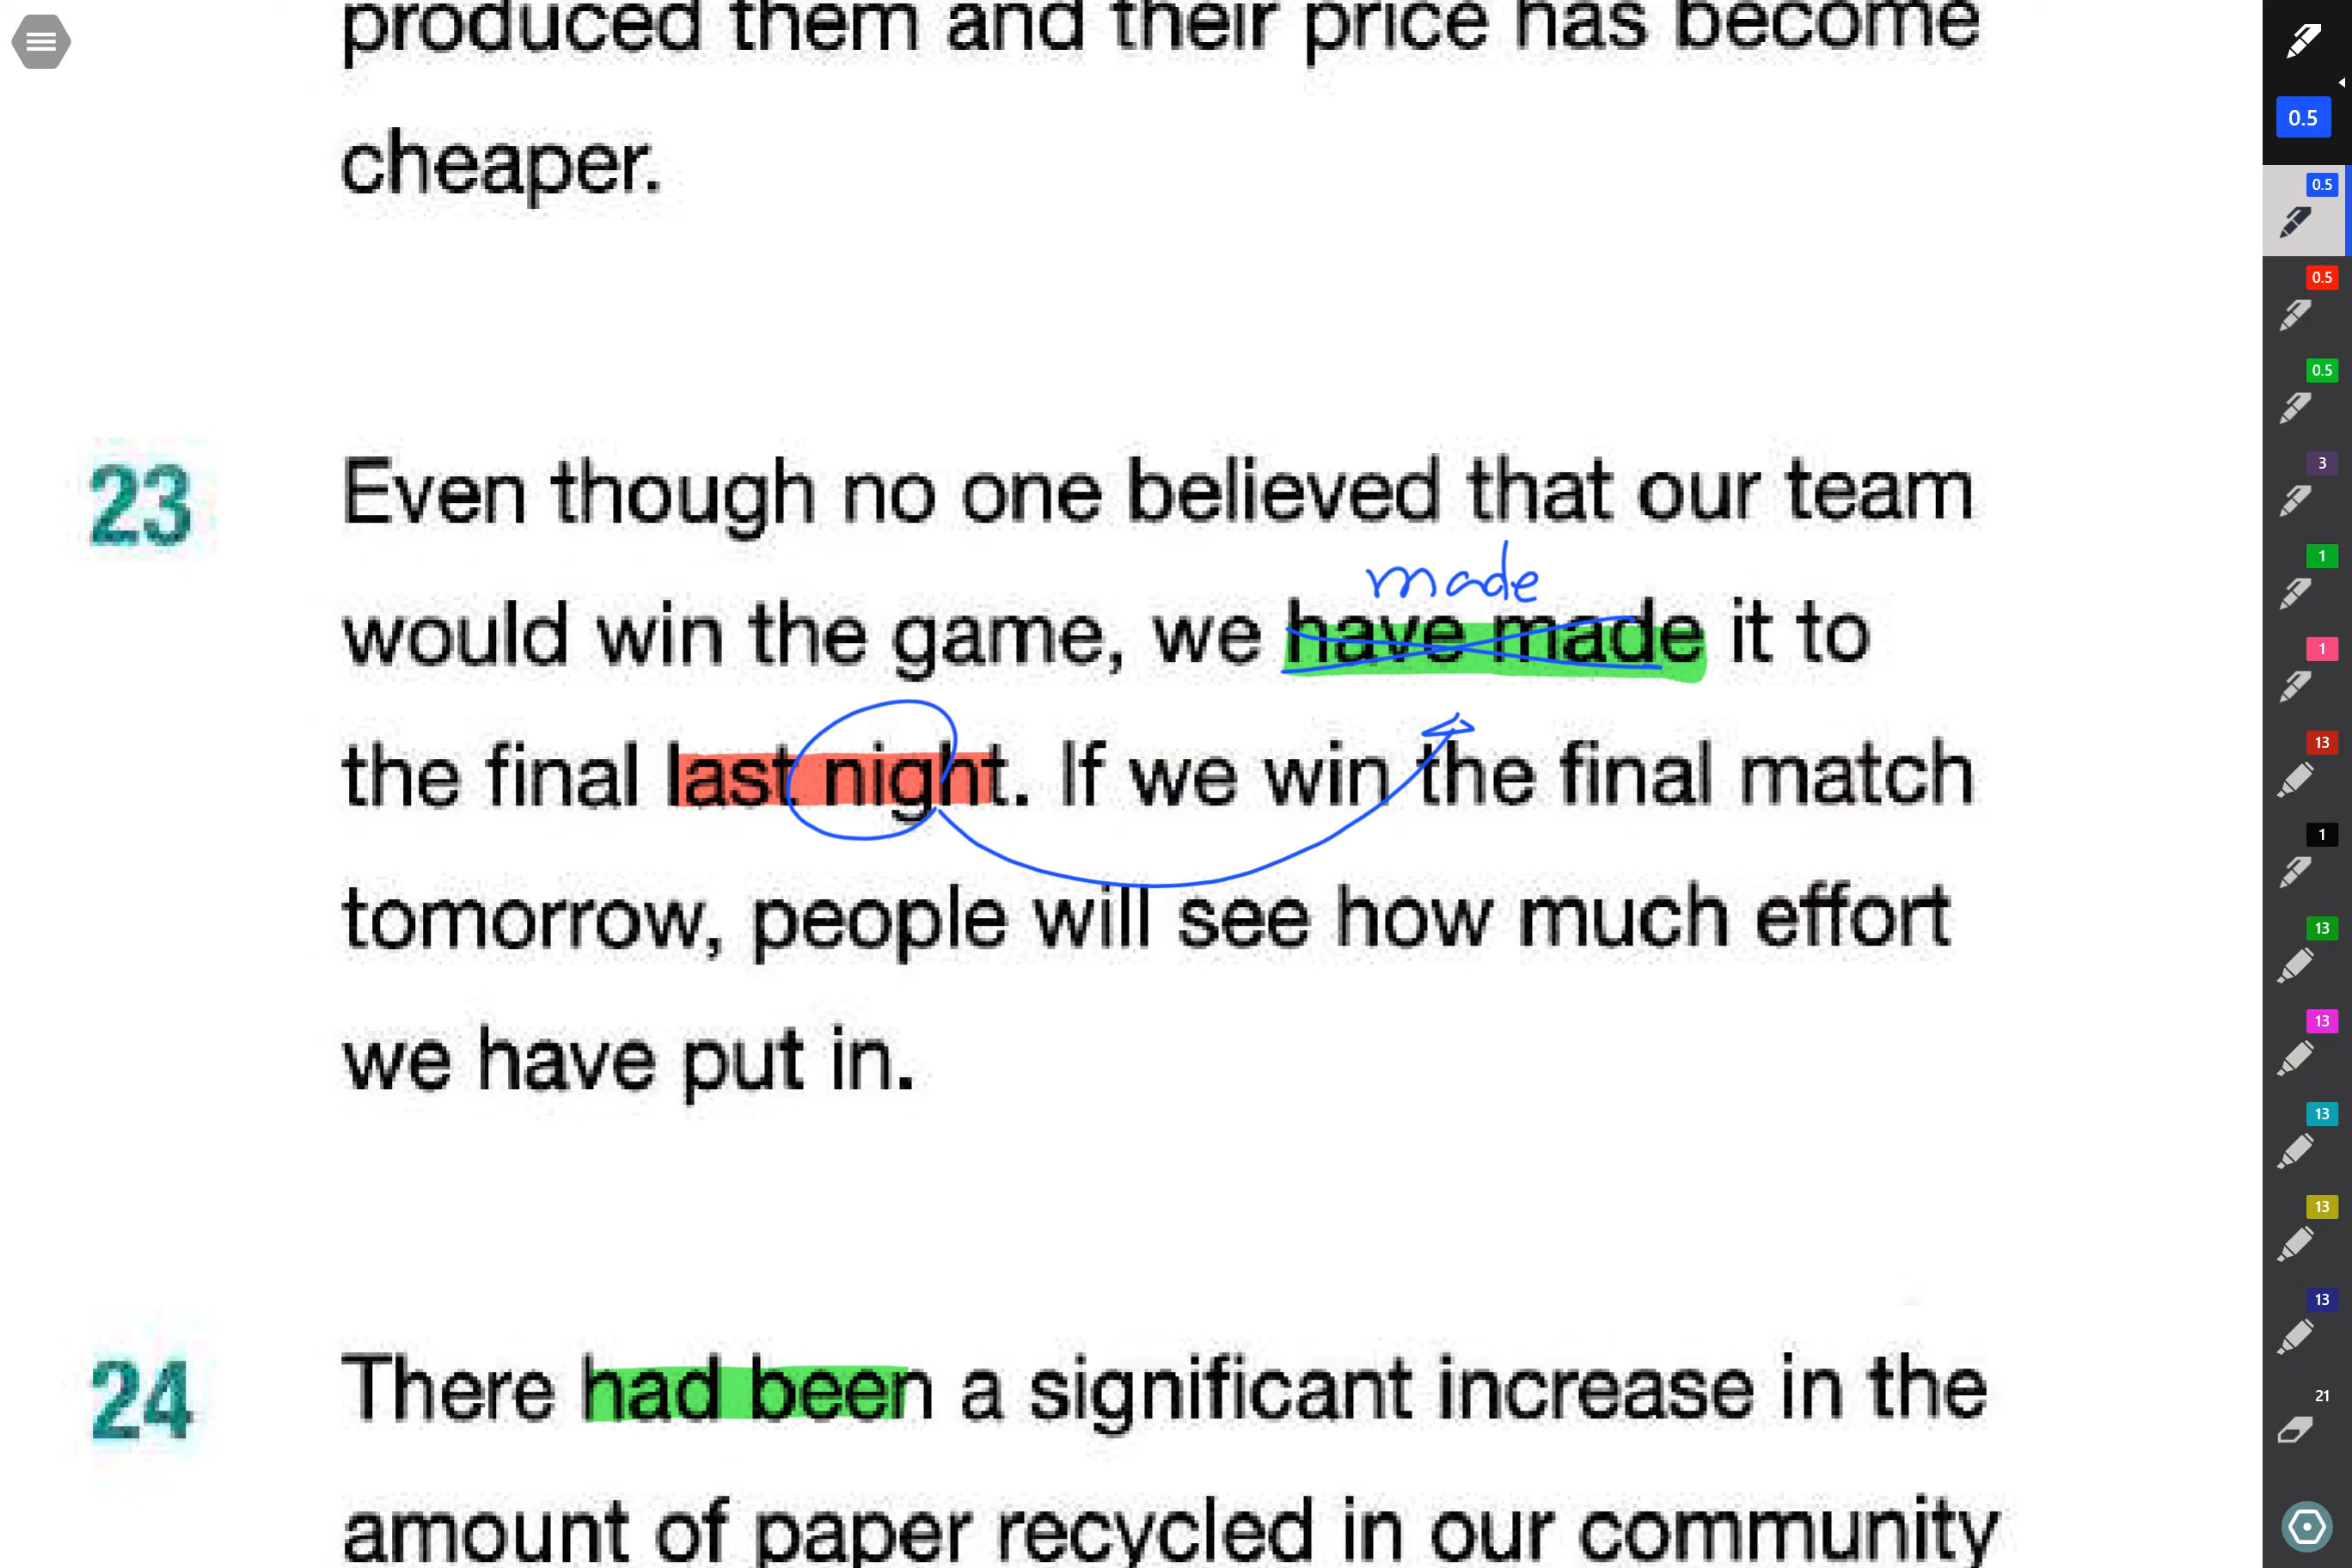 produced them and their price has become
cheaper.
23 Even though no one believed that our team
made
would win the game, we have made it to
the final last night. If we win the final match
tomorrow, people will see how much effort
we have put in.
24 There had been a significant increase in the
amount of paper recycled in our community
0.5
0.5
0.5
0.5
3
1
1
13
1
13
13
13
13
13
21